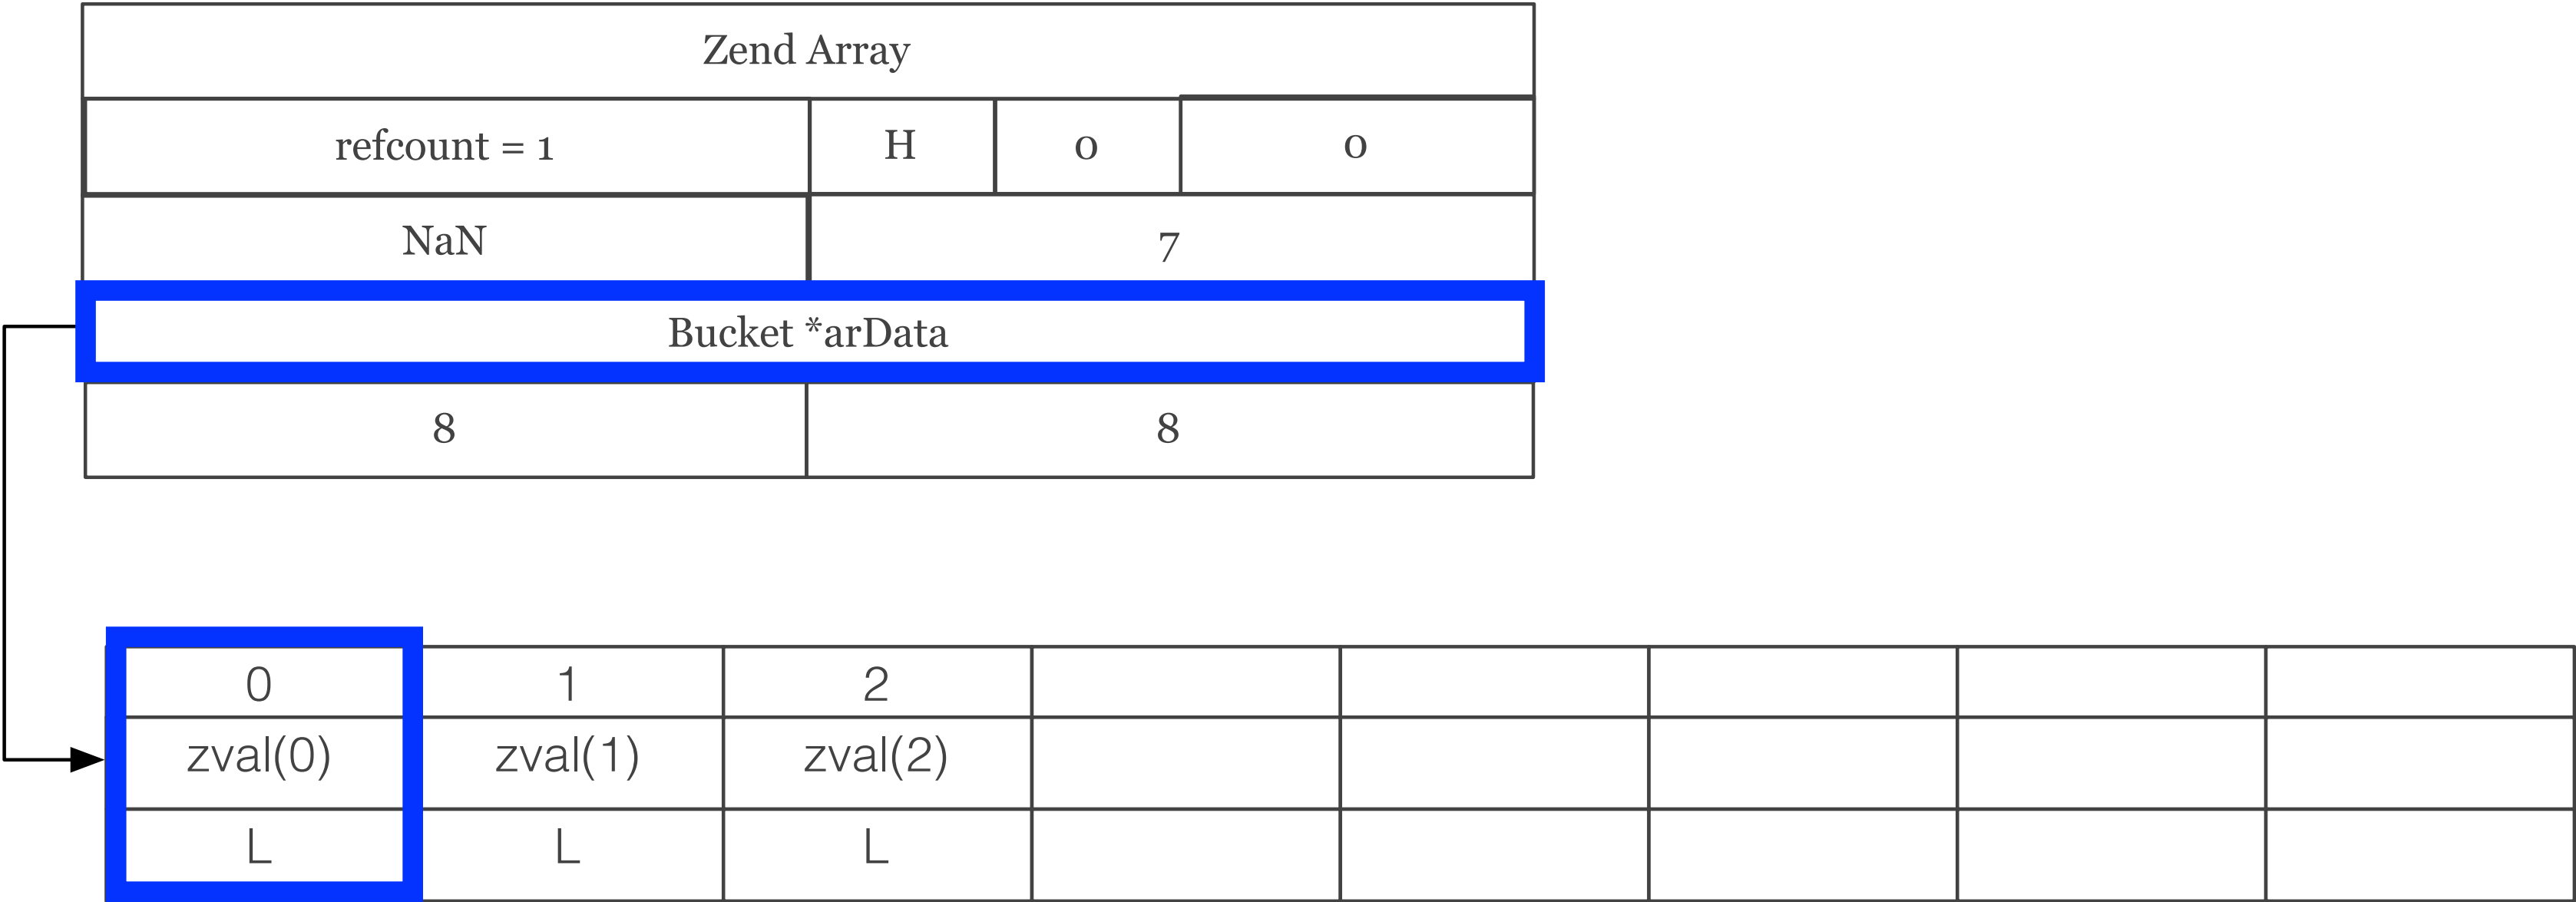 Zend Array
refcount = 1 H 0 0
NaN 7
Bucket *arData
8 8
0 1 2
zval(0) zval(1) zval(2)
L L L